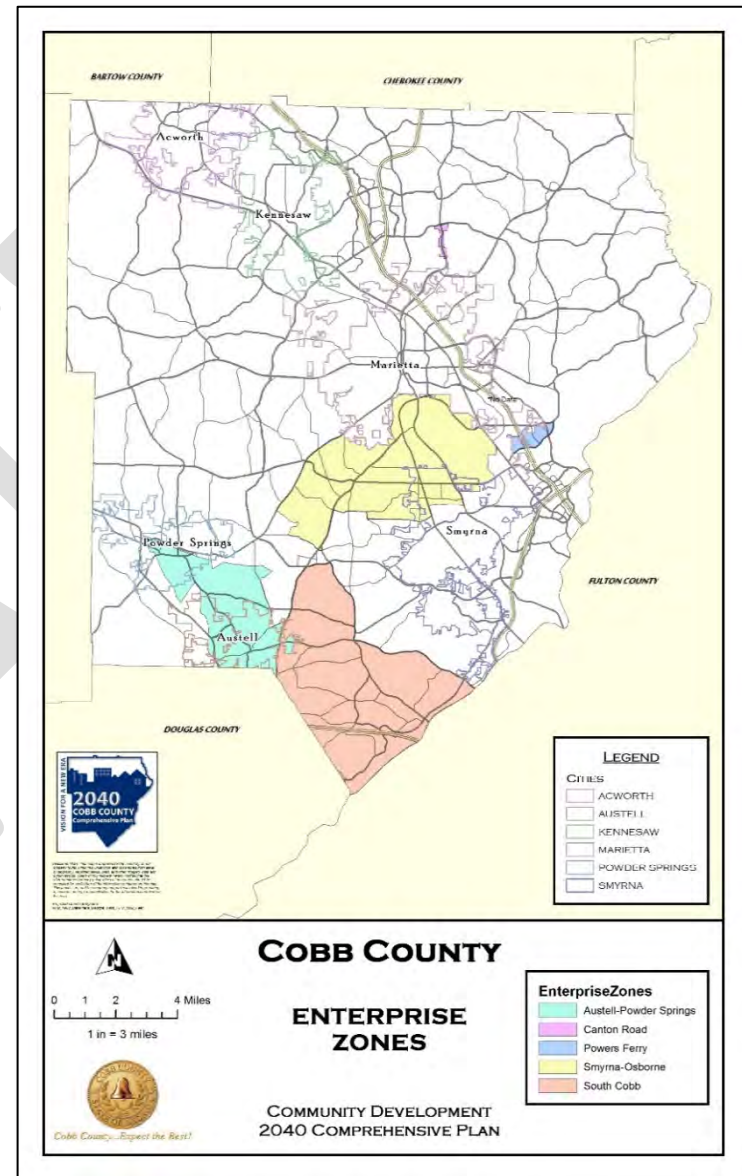 BARTOW COUNTY
CHEROKEE COUNTY
Acworth
Kennesaw
Marietta
Powder Springs
Smyrna
FULTON COUNTY
Austell
DOUGLAS COUNTY
VISION FOR A NEW ERA
2040
COBB COUNTY
Comprehensive Plan
LEGEND
CITIES
ACWORTH
AUSTELL
KENNESAW
MARIETTA
POWDER SPRINGS
SMYRNA
N
0 1 2 4 Miles
1 in = 3 miles
Cobb County...Expect the Best!
COBB COUNTY
ENTERPRISE
ZONES
COMMUNITY DEVELOPMENT
2040 COMPREHENSIVE PLAN
EnterpriseZones
Austell-Powder Springs
Canton Road
Powers Ferry
Smyrna-Osborne
South Cobb